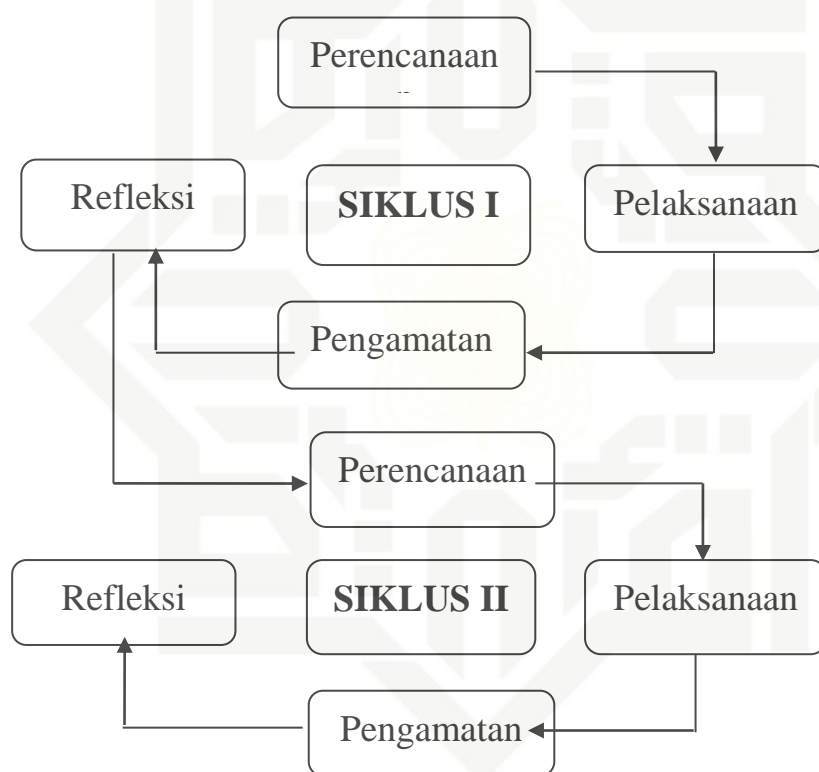 Perencanaan
Refleksi
SIKLUS I
Pelaksanaan
Pengamatan
Perencanaan
Refleksi
SIKLUS II
Pelaksanaan
Pengamatan